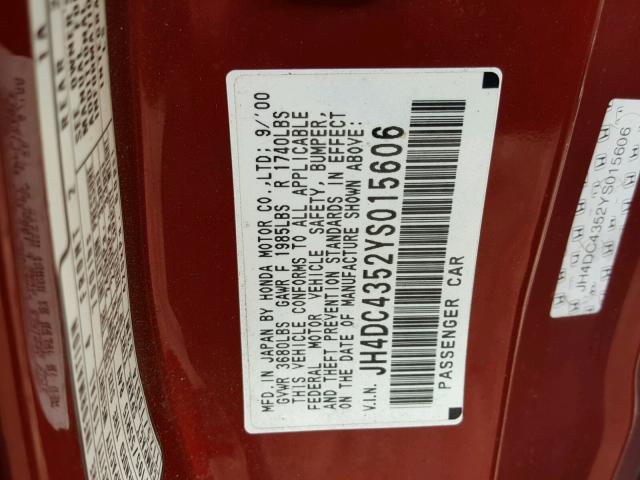 MFD.IN JAPAN BY HONDA MOTOR CO.,LTD: 9/'00
GVWR 3680LBS GAWR F 1985LBS R 1740LBS
THIS VEHICLE CONFORMS TO ALL APPLICABLE
FEDERAL MOTOR VEHICLE SAFETY, BUMPER,
AND THEFT PREVENTION STANDARDS IN EFFECT
ON THE DATE OF MANUFACTURE SHOWN ABOVE:
V.I.N. JH4DC4352YS015606
PASSENGER CAR
JH4DC4352YS015606
REAR